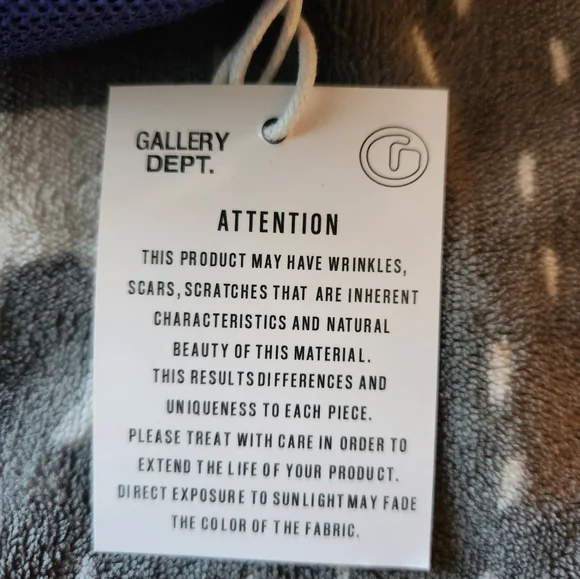 GALLERY
DEPT.
G
ATTENTION
THIS PRODUCT MAY HAVE WRINKLES,
SCARS, SCRATCHES THAT ARE INHERENT
CHARACTERISTICS AND NATURAL
BEAUTY OF THIS MATERIAL.
THIS RESULTS DIFFERENCES AND
UNIQUENESS TO EACH PIECE.
PLEASE TREAT WITH CARE IN ORDER TO
EXTEND THE LIFE OF YOUR PRODUCT.
DIRECT EXPOSURE TO SUNLIGHT MAY FADE
THE COLOR OF THE FABRIC.